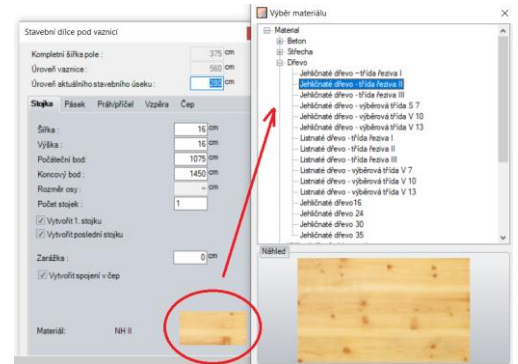 Stavební dílce pod vaznicí
Kompletní šířka pole : 375 cm
Úroveň vaznice : 560 cm
Úroveň aktuálního stavebního úseku : 280 cm
Stojka Pásek Práh/příčel Vzpěra Čep
Šířka : 16 cm
Výška : 16 cm
Počáteční bod: 1075 cm
Koncový bod : 1450 cm
Rozměr osy : - cm
Počet stojek : 1
Vytvořit 1. stojku
Vytvořit poslední stojku
Zarážka : 0 cm
Vytvořit spojení v čep
Materiál: NH II
Výběr materiálu
Material
Beton
Střecha
Dřevo
Jehličnaté dřevo –třída řeziva I
Jehličnaté dřevo - třída řeziva II
Jehličnaté dřevo - třída řeziva III
Jehličnaté dřevo - výběrová třída S 7
Jehličnaté dřevo - výběrová třída V 10
Jehličnaté dřevo - výběrová třída V 13
Listnaté dřevo - třída řeziva I
Listnaté dřevo - třída řeziva II
Listnaté dřevo - třída řeziva III
Listnaté dřevo - výběrová třída V 7
Listnaté dřevo - výběrová třída V 10
Listnaté dřevo - výběrová třída V 13
Jehličnaté dřevo16
Jehličnaté dřevo 24
Jehličnaté dřevo 30
Jehličnaté dřevo 35
Náhled